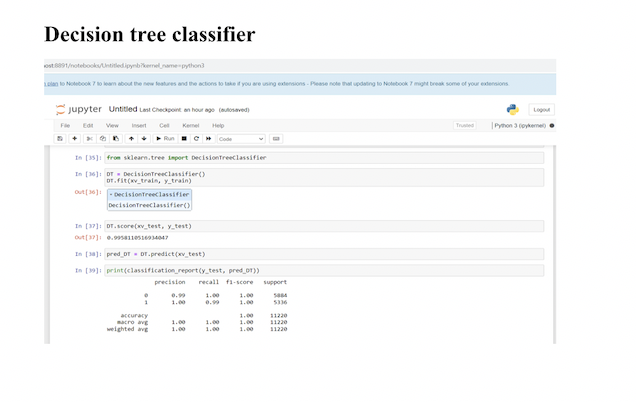 Decision tree classifier
ost:8891/notebooks/Untitled.ipynb?kernel_name=python3
plan to Notebook 7 to learn about the new features and the actions to take if you are using extensions - Please note that updating to Notebook 7 might break some of your extensions.
jupyter Untitled Last Checkpoint: an hour ago (autosaved) Logout
File Edit View Insert Cell Kernel Help Trusted Python 3 (ipykernel)
Run Code
In [35]: from sklearn.tree import DecisionTreeClassifier
In [36]: DT = DecisionTreeClassifier()
DT.fit(xv_train, y_train)
Out[36]: DecisionTreeClassifier
DecisionTreeClassifier()
In [37]: DT.score(xv_test, y_test)
Out[37]: 0.9958110516934047
In [38]: pred_DT = DT.predict(xv_test)
In [39]: print(classification_report(y_test, pred_DT))
precision recall f1-score support
0 0.99 1.00 1.00 5884
1 1.00 0.99 1.00 5336
accuracy 1.00 11220
macro avg 1.00 1.00 1.00 11220
weighted avg 1.00 1.00 1.00 11220